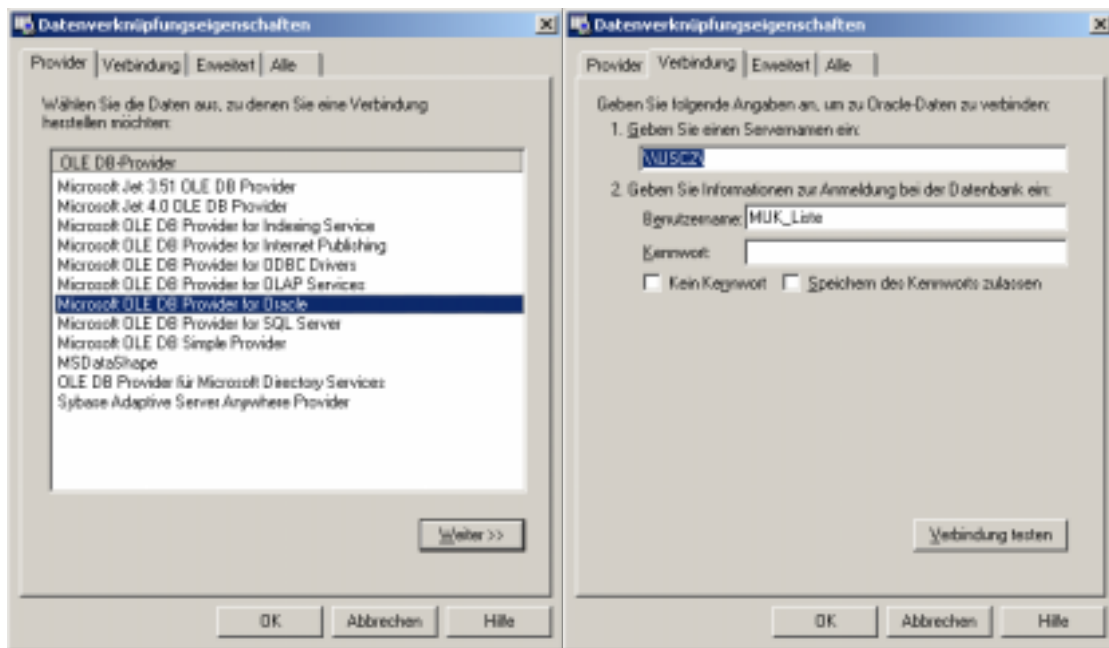 Datenverknüpfungseigenschaften
Provider Verbindung Erweitert Alle
Wählen Sie die Daten aus, zu denen Sie eine Verbindung
herstellen möchten:
OLE DB-Provider
Microsoft Jet 3.51 OLE DB Provider
Microsoft Jet 4.0 OLE DB Provider
Microsoft OLE DB Provider for Indexing Service
Microsoft OLE DB Provider for Internet Publishing
Microsoft OLE DB Provider for ODBC Drivers
Microsoft OLE DB Provider for OLAP Services
Microsoft OLE DB Provider for Oracle
Microsoft OLE DB Provider for SQL Server
Microsoft OLE DB Simple Provider
MSDataShape
OLE DB Provider für Microsoft Directory Services
Sybase Adaptive Server Anywhere Provider
Weiter >>
OK Abbrechen Hilfe
Datenverknüpfungseigenschaften
Provider Verbindung Erweitert Alle
Geben Sie folgende Angaben an, um zu Oracle-Daten zu verbinden:
1. Geben Sie einen Servernamen ein:
2. Geben Sie Informationen zur Anmeldung bei der Datenbank ein:
Benutzername: MUK_Liste
Kennwort:
Kein Kennwort Speichern des Kennworts zulassen
Verbindung testen
OK Abbrechen Hilfe